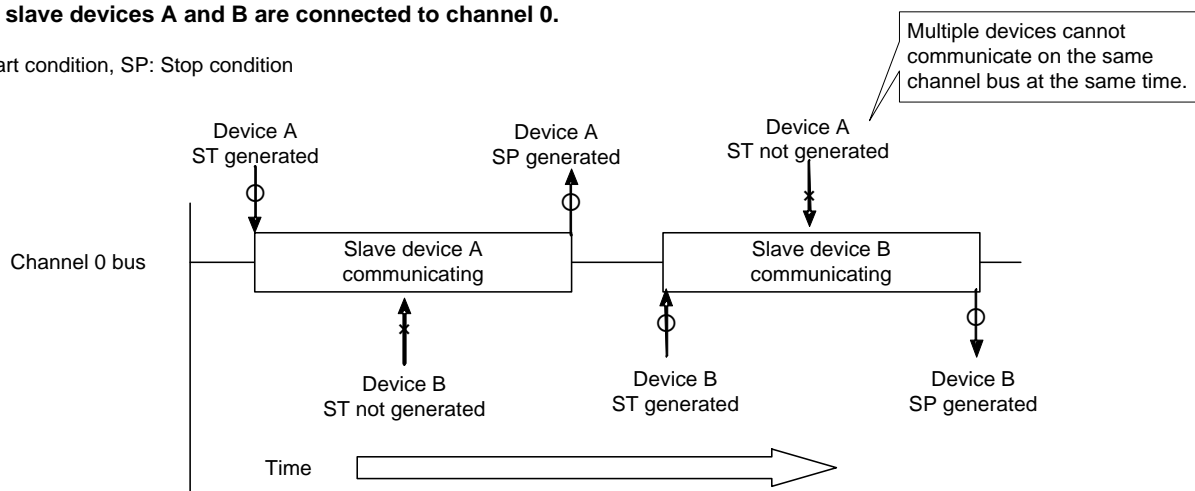 slave devices A and B are connected to channel 0.
art condition, SP: Stop condition
Multiple devices cannot
communicate on the same
channel bus at the same time.
Device A
ST generated
Device A
SP generated
Device A
ST not generated
Channel 0 bus
Slave device A
communicating
Slave device B
communicating
Device B
ST not generated
Device B
ST generated
Device B
SP generated
Time